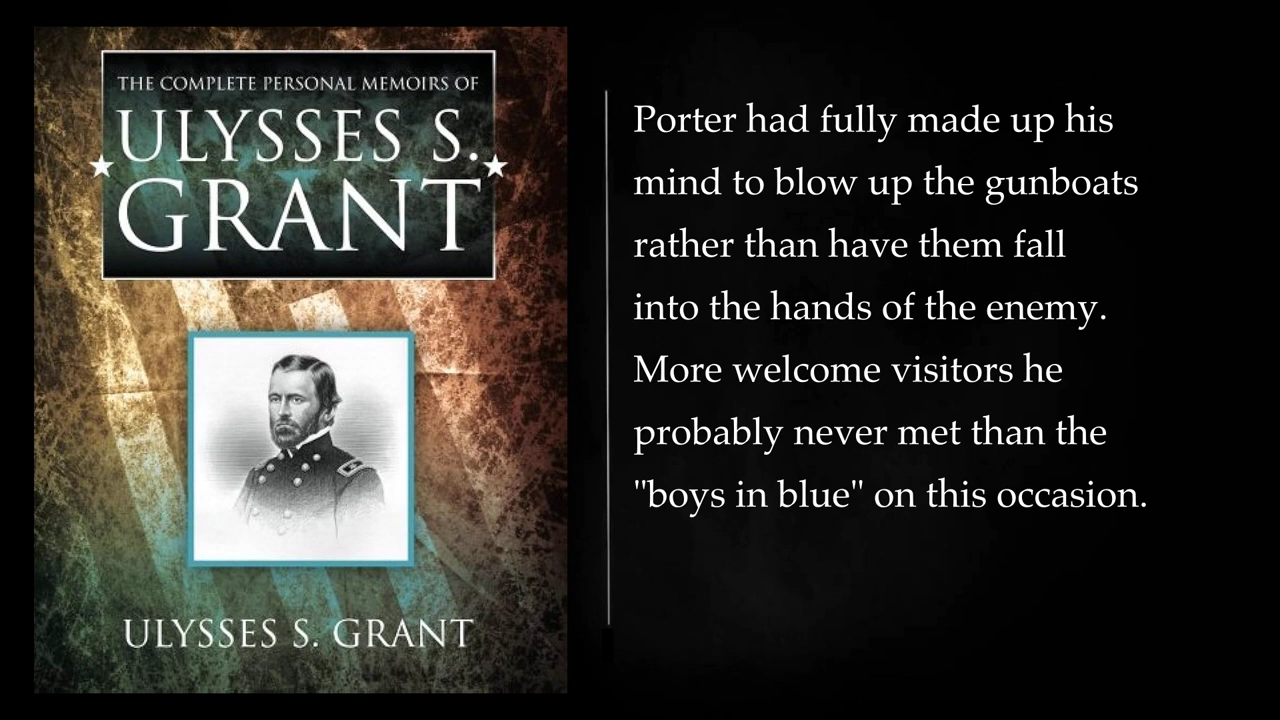 THE COMPLETE PERSONAL MEMOIRS OF
ULYSSES S.
GRANT
ULYSSES S. GRANT
Porter had fully made up his
mind to blow up the gunboats
rather than have them fall
into the hands of the enemy.
More welcome visitors he
probably never met than the
"boys in blue" on this occasion.